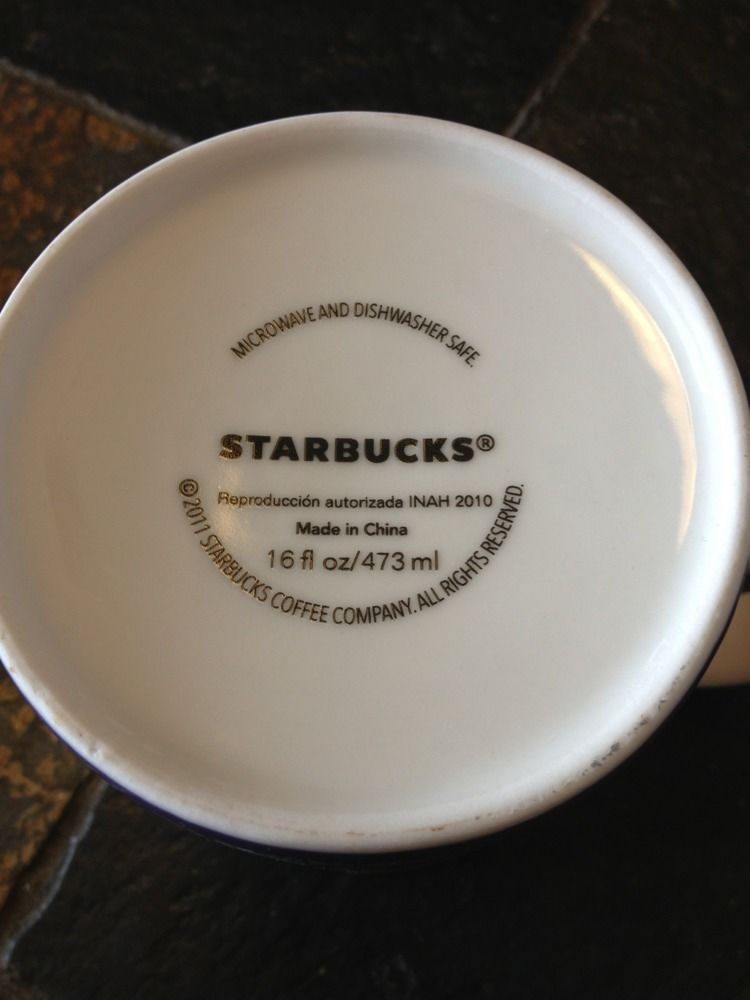 MICROWAVE AND DISHWASHER SAFE.
STARBUCKS®
Reproducción autorizada INAH 2010
Made in China
16 fl oz/473 ml
© 2011 STARBUCKS COFFEE COMPANY. ALL RIGHTS RESERVED.